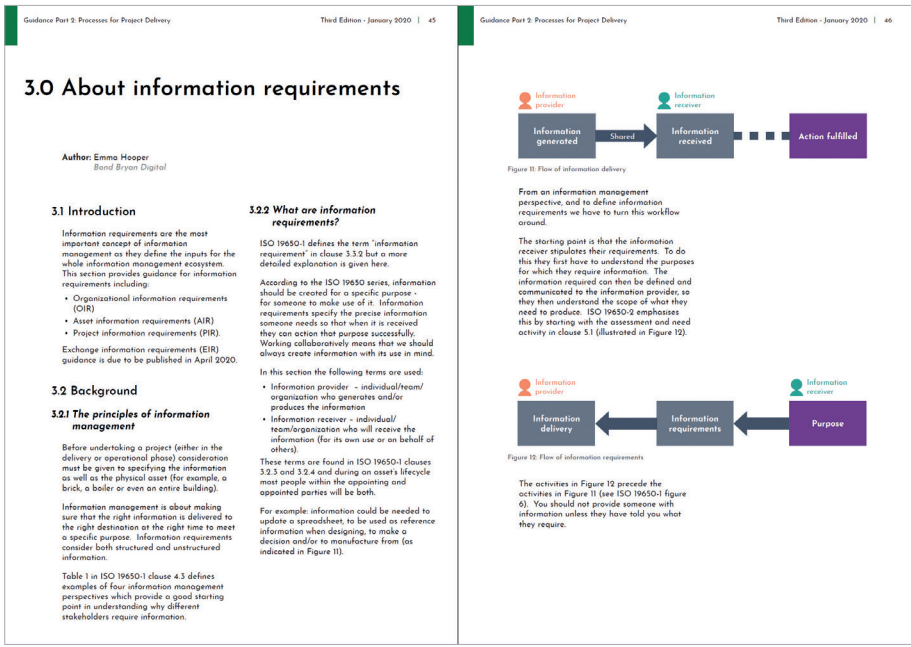 Guidance Part 2: Processes for Project Delivery
Third Edition - January 2020 | 45
3.0 About information requirements
Author: Emma Hooper
Bond Bryan Digital
3.1 Introduction
Information requirements are the most
important concept of information
management as they define the inputs for the
whole information management ecosystem.
This section provides guidance for information
requirements including:
• Organizational information requirements
(OIR)
• Asset information requirements (AIR)
• Project information requirements (PIR).
Exchange information requirements (EIR)
guidance is due to be published in April 2020.
3.2 Background
3.2.1 The principles of information
management
Before undertaking a project (either in the
delivery or operational phase) consideration
must be given to specifying the information
as well as the physical asset (for example, a
brick, a boiler or even an entire building).
Information management is about making
sure that the right information is delivered to
the right destination at the right time to meet
a specific purpose. Information requirements
consider both structured and unstructured
information.
Table 1 in ISO 19650-1 clause 4.3 defines
examples of four information management
perspectives which provide a good starting
point in understanding why different
stakeholders require information.
3.2.2 What are information
requirements?
ISO 19650-1 defines the term "information
requirement" in clause 3.3.2 but a more
detailed explanation is given here.
According to the ISO 19650 series, information
should be created for a specific purpose -
for someone to make use of it. Information
requirements specify the precise information
someone needs so that when it is received
they can action that purpose successfully.
Working collaboratively means that we should
always create information with its use in mind.
In this section the following terms are used:
• Information provider – individual/team/
organization who generates and/or
produces the information
• Information receiver – individual/
team/organization who will receive the
information (for its own use or on behalf of
others).
These terms are found in ISO 19650-1 clauses
3.2.3 and 3.2.4 and during an asset's lifecycle
most people within the appointing and
appointed parties will be both.
For example: information could be needed to
update a spreadsheet, to be used as reference
information when designing, to make a
decision and/or to manufacture from (as
indicated in Figure 11).
Guidance Part 2: Processes for Project Delivery
Third Edition - January 2020 | 46
Information
provider
Information
receiver
Information
generated
Shared
Information
received
Action fulfilled
Figure 11: Flow of information delivery
From an information management
perspective, and to define information
requirements we have to turn this workflow
around.
The starting point is that the information
receiver stipulates their requirements. To do
this they first have to understand the purposes
for which they require information. The
information required can then be defined and
communicated to the information provider, so
they then understand the scope of what they
need to produce. ISO 19650-2 emphasises
this by starting with the assessment and need
activity in clause 5.1 (illustrated in Figure 12).
Information
provider
Information
receiver
Information
delivery
Information
requirements
Purpose
Figure 12: Flow of information requirements
The activities in Figure 12 precede the
activities in Figure 11 (see ISO 19650-1 figure
6). You should not provide someone with
information unless they have told you what
they require.